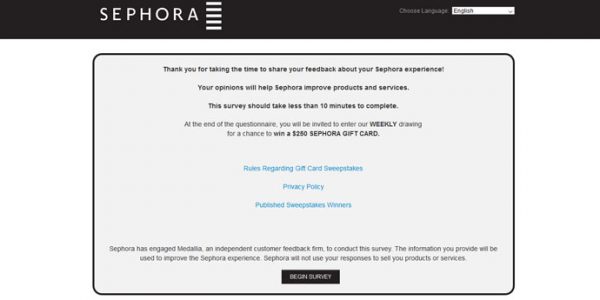 SEPHORA
Choose Language: English
Thank you for taking the time to share your feedback about your Sephora experience!
Your opinions will help Sephora improve products and services.
This survey should take less than 10 minutes to complete.
At the end of the questionnaire, you will be invited to enter our WEEKLY drawing
for a chance to win a $250 SEPHORA GIFT CARD.
Rules Regarding Gift Card Sweepstakes
Privacy Policy
Published Sweepstakes Winners
Sephora has engaged Medallia, an independent customer feedback firm, to conduct this survey. The information you provide will be
used to improve the Sephora experience. Sephora will not use your responses to sell you products or services.
BEGIN SURVEY